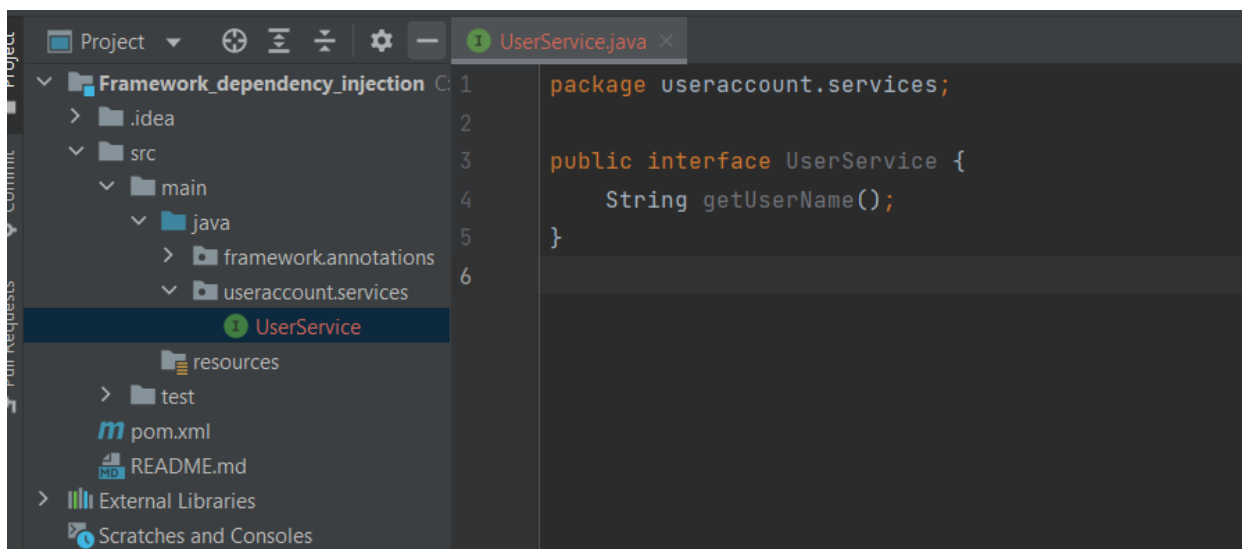 Project
Project
UserService.java
Framework_dependency_injection C:
.idea
src
main
java
framework.annotations
useraccount.services
I UserService
resources
test
m pom.xml
MD README.md
External Libraries
Scratches and Consoles
Commit
Pull Requests
1 package useraccount.services;
2
3 public interface UserService {
4 String getUserName();
5 }
6